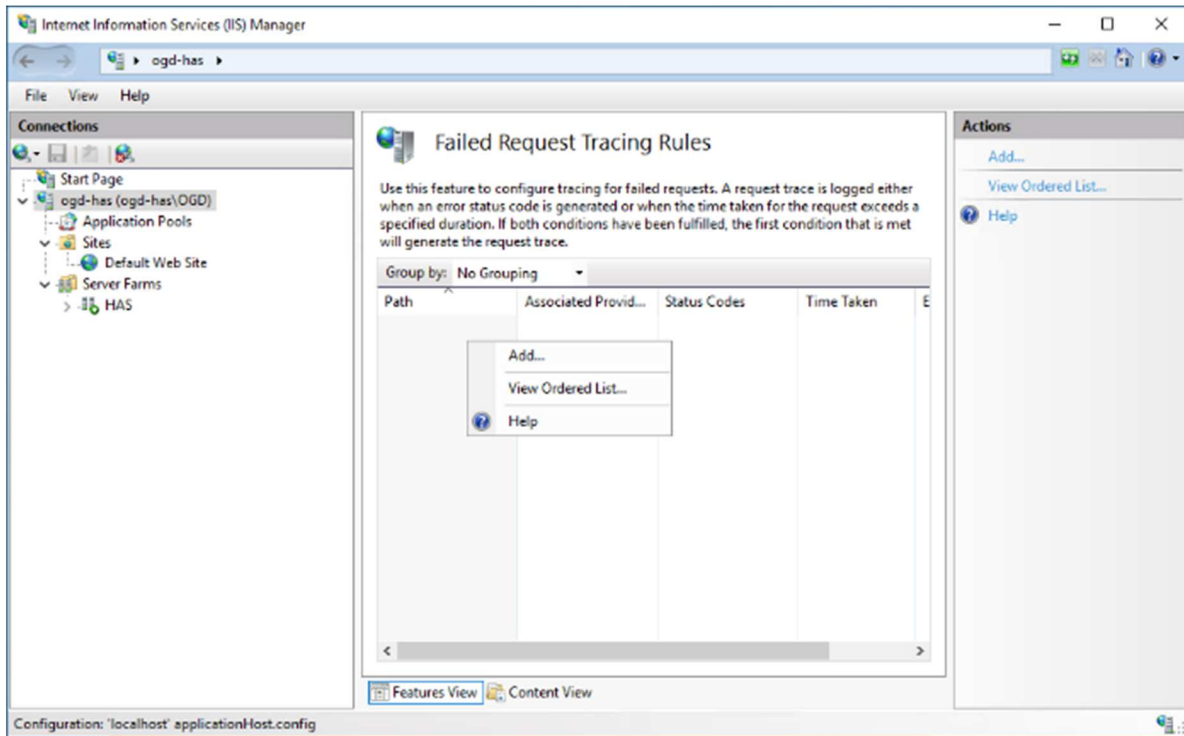 Internet Information Services (IIS) Manager
ogd-has
File View Help
Connections
Start Page
ogd-has (ogd-has\OGD)
Application Pools
Sites
Default Web Site
Server Farms
HAS
Failed Request Tracing Rules
Use this feature to configure tracing for failed requests. A request trace is logged either
when an error status code is generated or when the time taken for the request exceeds a
specified duration. If both conditions have been fulfilled, the first condition that is met
will generate the request trace.
Group by: No Grouping
Path Associated Provid... Status Codes Time Taken E
Add...
View Ordered List...
Help
Features View Content View
Actions
Add...
View Ordered List...
Help
Configuration: 'localhost' applicationHost.config